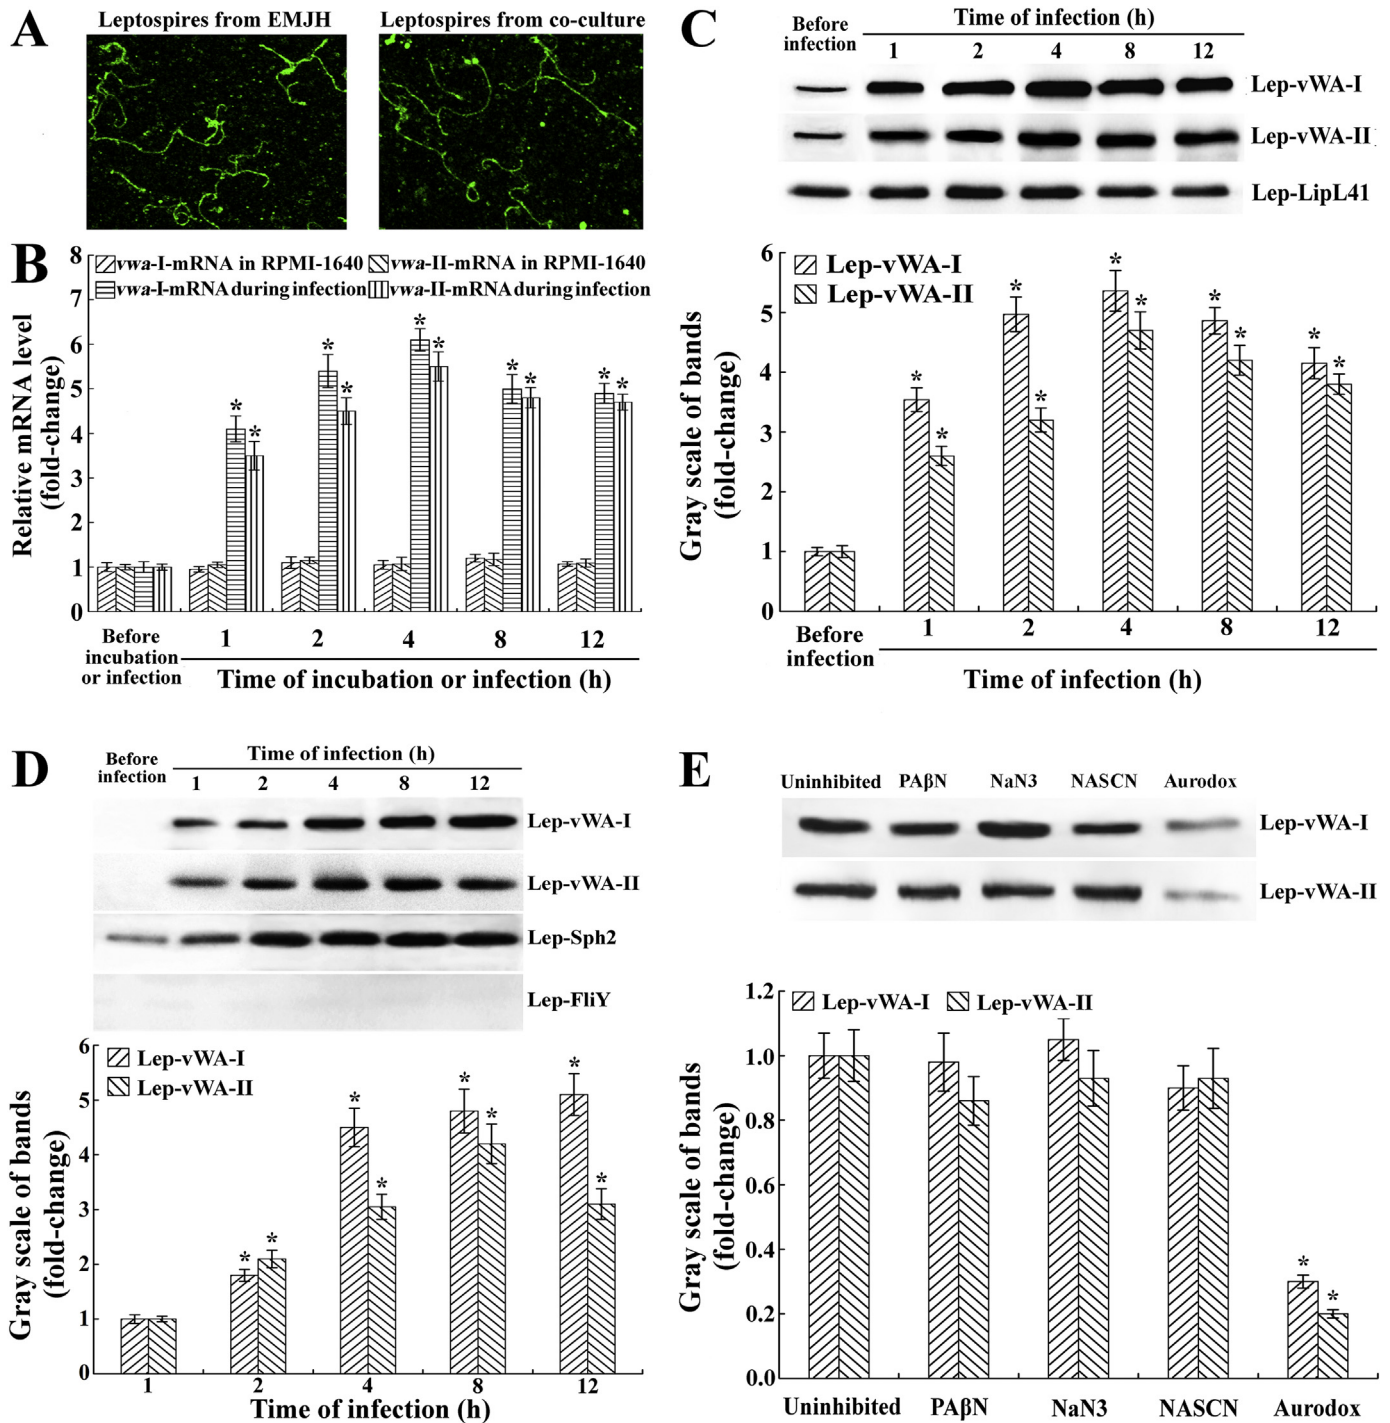 A
Leptospires from EMJH
Leptospires from co-culture
B
8
7
6
5
4
3
2
1
0
Relative mRNA level
(fold-change)
vwa-I-mRNA in RPMI-1640
vwa-II-mRNA in RPMI-1640
vwa-I-mRNA during infection
vwa-II-mRNA during infection
* * * * * * * * * *
Before
incubation
or infection
1 2 4 8 12
Time of incubation or infection (h)
C
Before
infection
Time of infection (h)
1 2 4 8 12
Lep-vWA-I
Lep-vWA-II
Lep-LipL41
6
5
4
3
2
1
0
Gray scale of bands
(fold-change)
Lep-vWA-I
Lep-vWA-II
* * * * * * * * * *
Before
infection
1 2 4 8 12
Time of infection (h)
D
Before
infection
Time of infection (h)
1 2 4 8 12
Lep-vWA-I
Lep-vWA-II
Lep-Sph2
Lep-FliY
6
5
4
3
2
1
0
Gray scale of bands
(fold-change)
Lep-vWA-I
Lep-vWA-II
* * * * * * * *
1 2 4 8 12
Time of infection (h)
E
Uninhibited PAβN NaN3 NASCN Aurodox
Lep-vWA-I
Lep-vWA-II
1.2
1.0
0.8
0.6
0.4
0.2
0.0
Gray scale of bands
(fold-change)
Lep-vWA-I Lep-vWA-II
* *
Uninhibited PAβN NaN3 NASCN Aurodox